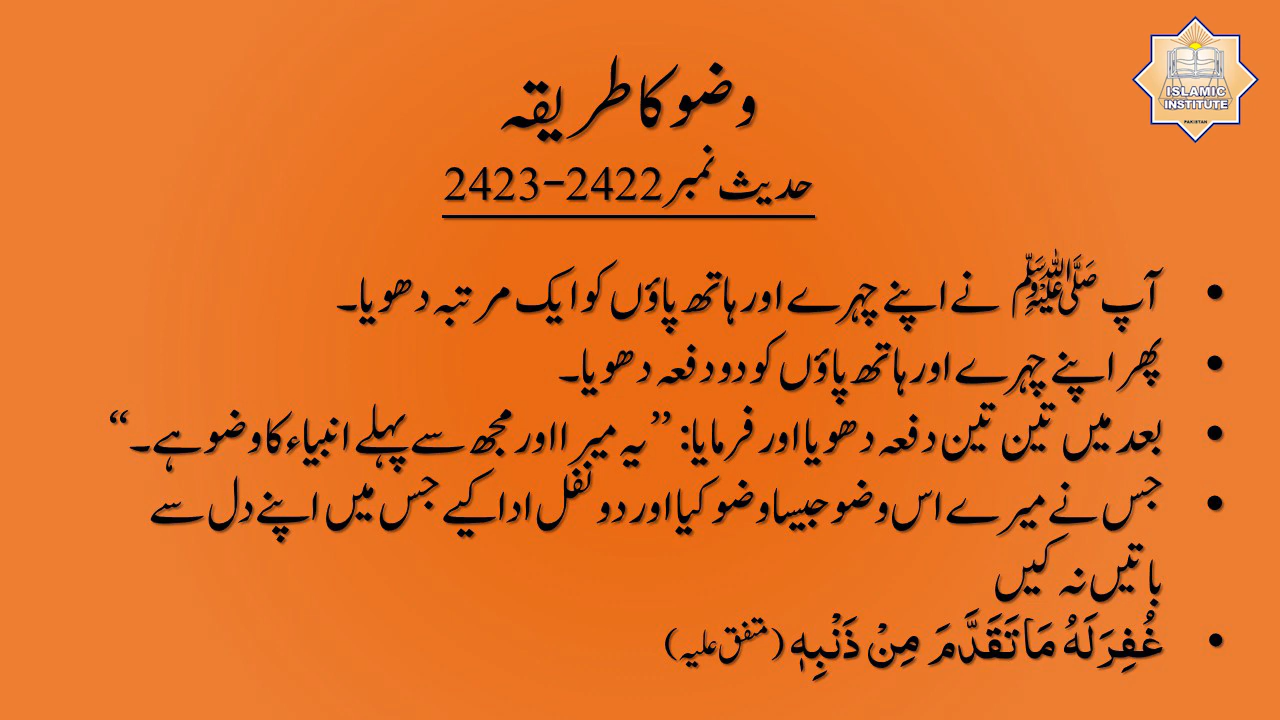 ISLAMIC
INSTITUTE
PAKISTAN
وضو کا طریقہ
حدیث نمبر 2422-2423
• آپ ﷺ نے اپنے چہرے اور ہاتھ پاؤں کو ایک مرتبہ دھویا۔
• پھر اپنے چہرے اور ہاتھ پاؤں کو دو دفعہ دھویا۔
• بعد میں تین تین دفعہ دھویا اور فرمایا: ”یہ میرا اور مجھ سے پہلے انبیاء کا وضو ہے۔“
• جس نے میرے اس وضو جیسا وضو کیا اور دو نفل ادا کیے جس میں اپنے دل سے
باتیں نہ کیں
• غُفِرَ لَهُ مَا تَقَدَّمَ مِنْ ذَنْبِهٖ (متفق علیہ)